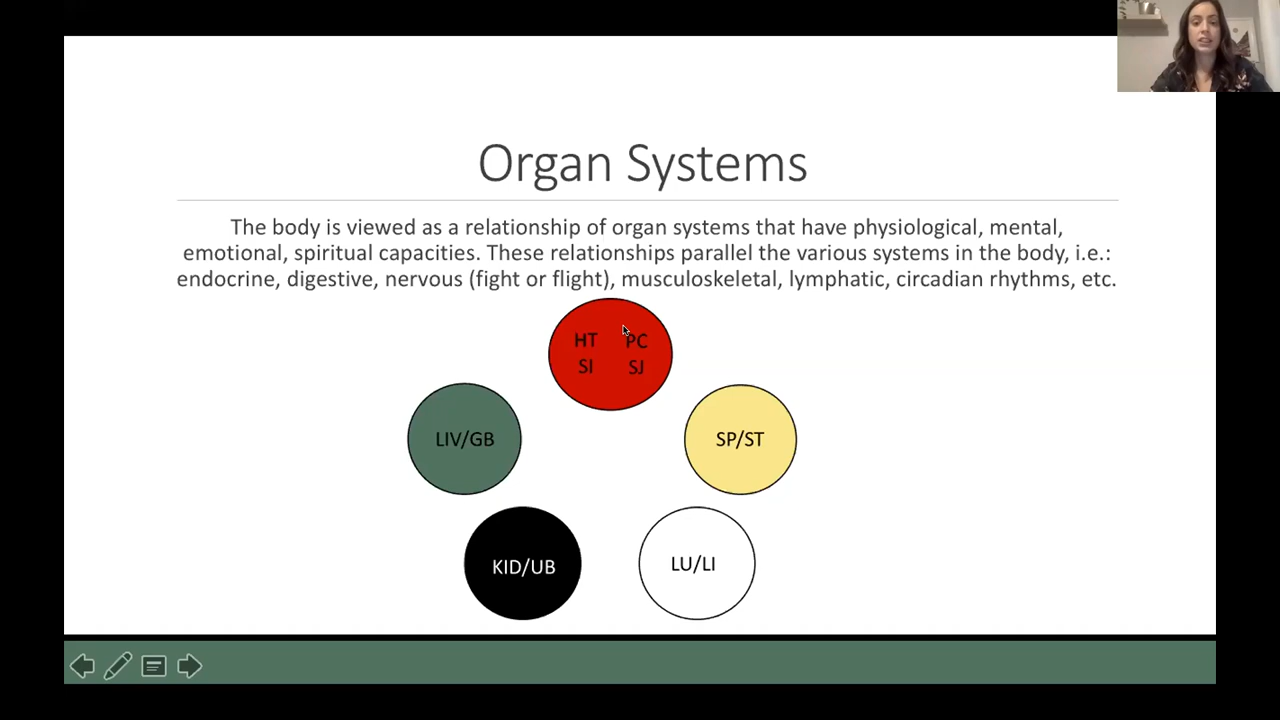 Organ Systems
The body is viewed as a relationship of organ systems that have physiological, mental,
emotional, spiritual capacities. These relationships parallel the various systems in the body, i.e.:
endocrine, digestive, nervous (fight or flight), musculoskeletal, lymphatic, circadian rhythms, etc.
HT PC
SI SJ
LIV/GB
SP/ST
KID/UB
LU/LI